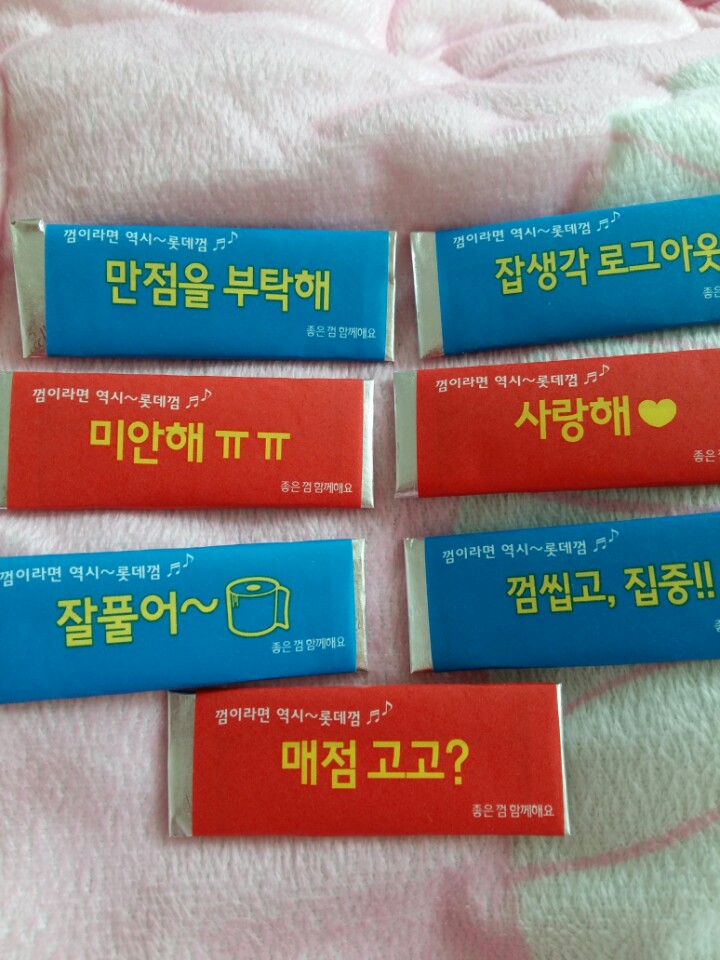 껌이라면 역시~롯데껌 ♬♪
만점을 부탁해
좋은 껌 함께해요
껌이라면 역시~롯데껌 ♬♪
잡생각 로그아웃
좋
껌이라면 역시~롯데껌 ♬♪
미안해 ㅠㅠ
좋은 껌 함께해요
껌이라면 역시~롯데껌 ♬♪
사랑해 ♥
좋은
껌이라면 역시~롯데껌 ♬♪
잘풀어~
좋은 껌 함께해요
껌이라면 역시~롯데껌 ♬♪
껌씹고, 집중!!
껌이라면 역시~롯데껌 ♬♪
매점 고고?
좋은 껌 함께해요